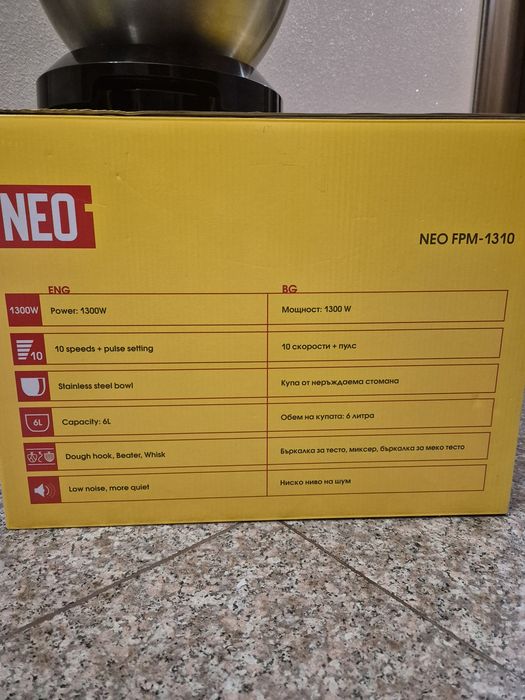 NEO
NEO FPM-1310
ENG BG
1300W Power: 1300W Мощност: 1300 W
10 10 speeds + pulse setting 10 скорости + пулс
Stainless steel bowl Купа от неръждаема стомана
6L Capacity: 6L Обем на купата: 6 литра
Dough hook, Beater, Whisk Бъркалка за тесто, миксер, бъркалка за меко тесто
Low noise, more quiet Ниско ниво на шум